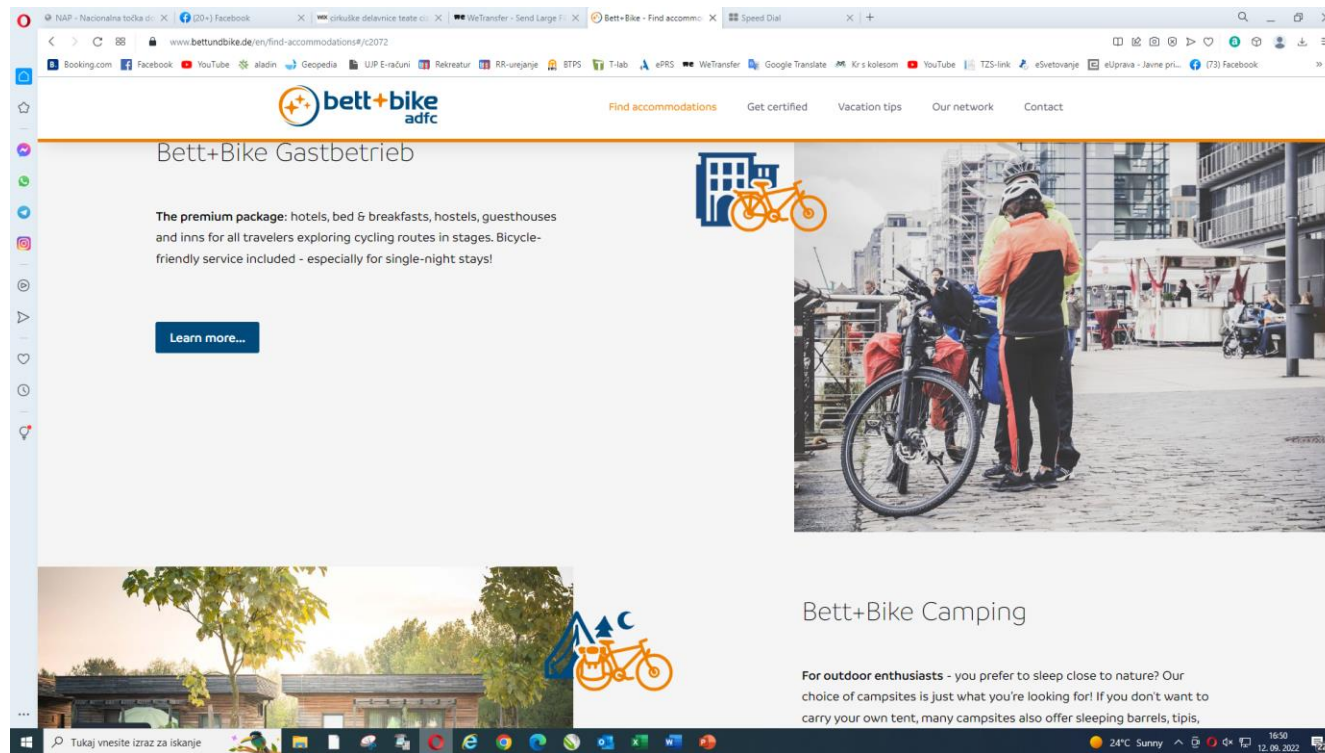 NAP - Nacionalna točka do
(20+) Facebook
cirkuške delavnice teate ci
WeTransfer - Send Large Fi
Bett+Bike - Find accommo
Speed Dial
www.bettundbike.de/en/find-accommodations#/c2072
Booking.com
Facebook
YouTube
aladin
Geopedia
UJP E-računi
Rekreatur
RR-urejanje
BTPS
T-lab
ePRS
WeTransfer
Google Translate
Kr s kolesom
YouTube
TZS-link
eSvetovanje
eUprava - Javne pri...
(73) Facebook
bett+bike
adfc
Find accommodations
Get certified
Vacation tips
Our network
Contact
Bett+Bike Gastbetrieb
The premium package: hotels, bed & breakfasts, hostels, guesthouses
and inns for all travelers exploring cycling routes in stages. Bicycle-
friendly service included - especially for single-night stays!
Learn more...
Bett+Bike Camping
For outdoor enthusiasts - you prefer to sleep close to nature? Our
choice of campsites is just what you're looking for! If you don't want to
carry your own tent, many campsites also offer sleeping barrels, tipis,
Tukaj vnesite izraz za iskanje
24°C Sunny
16:50
12. 09. 2022